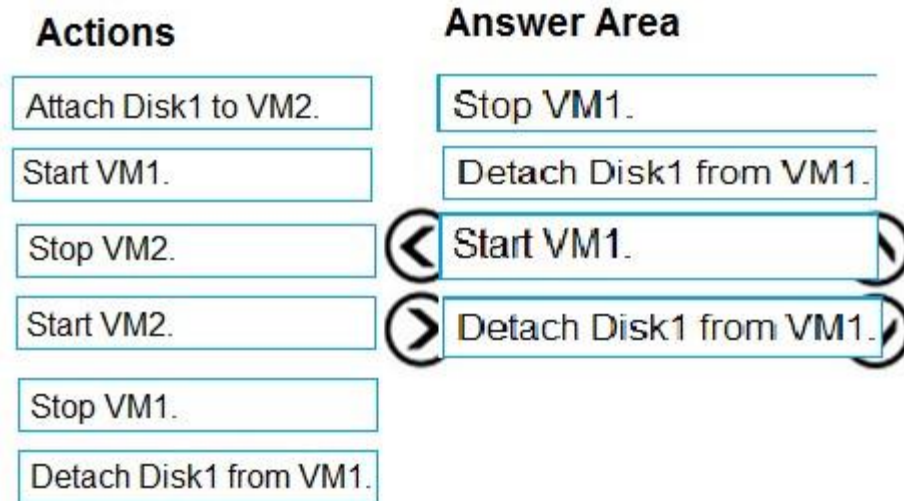 Actions
Attach Disk1 to VM2.
Start VM1.
Stop VM2.
Start VM2.
Stop VM1.
Detach Disk1 from VM1.
Answer Area
Stop VM1.
Detach Disk1 from VM1.
Start VM1.
Detach Disk1 from VM1.